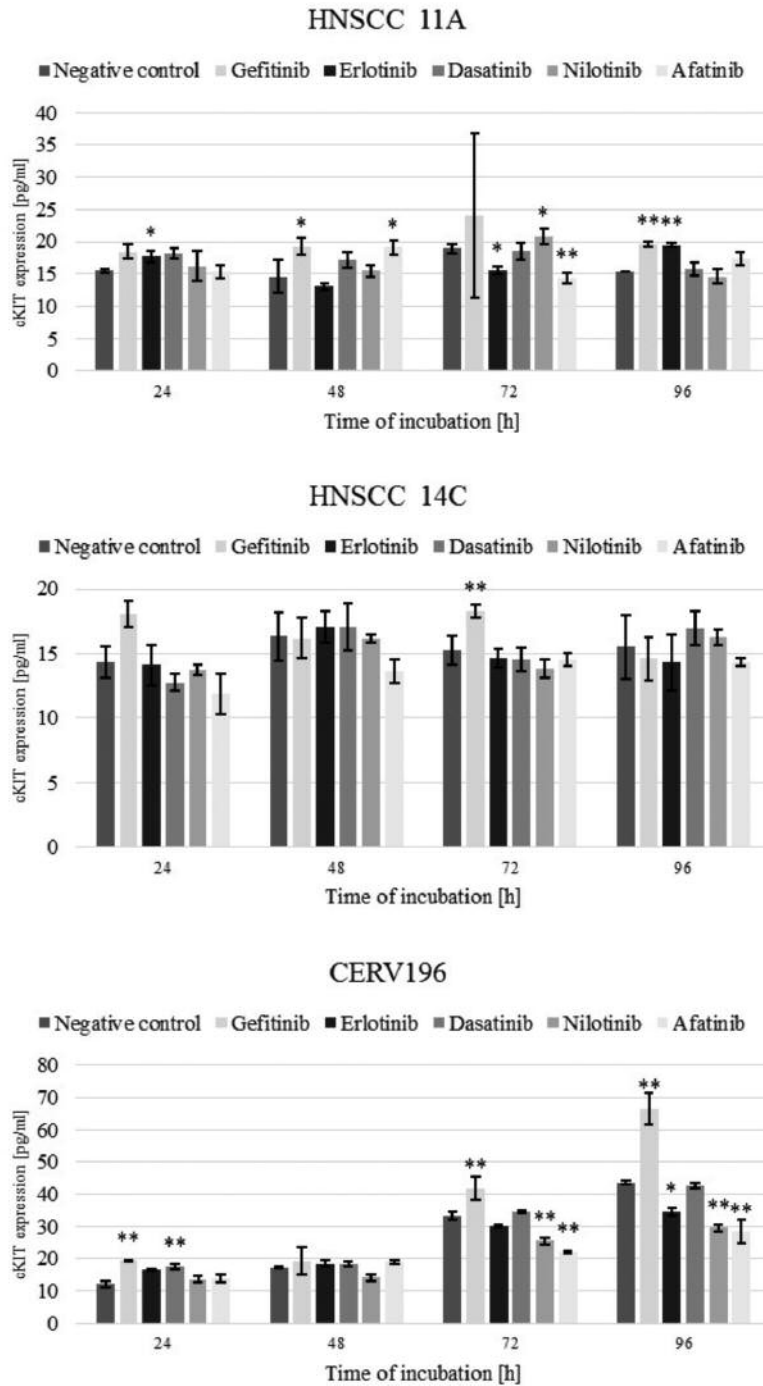 HNSCC 11A
Negative control Gefitinib Erlotinib Dasatinib Nilotinib Afatinib
40
35
30
25
20
15
10
5
0
cKIT expression [pg/ml]
*
* *
* * **
** **
24 48 72 96
Time of incubation [h]
HNSCC 14C
Negative control Gefitinib Erlotinib Dasatinib Nilotinib Afatinib
20
15
10
5
0
cKIT expression [pg/ml]
**
24 48 72 96
Time of incubation [h]
CERV196
Negative control Gefitinib Erlotinib Dasatinib Nilotinib Afatinib
80
70
60
50
40
30
20
10
0
cKIT expression [pg/ml]
** **
** ** **
** * ** **
24 48 72 96
Time of incubation [h]